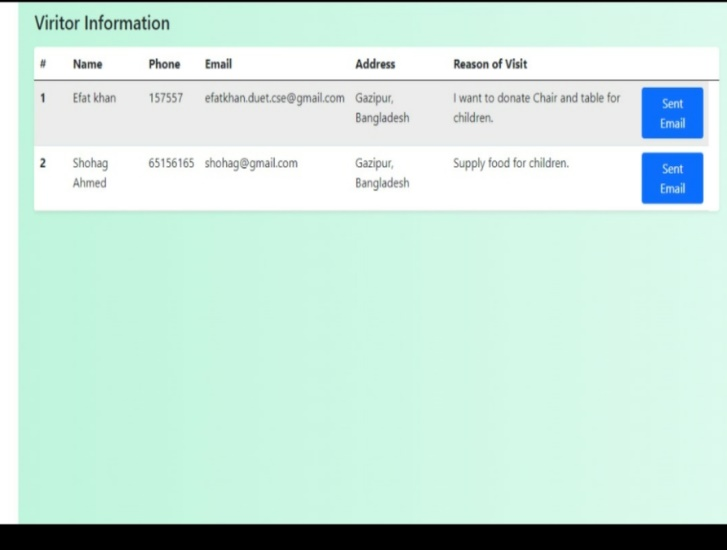 Viritor Information
# Name Phone Email Address Reason of Visit
1 Efat khan 157557 efatkhan.duet.cse@gmail.com Gazipur, I want to donate Chair and table for Sent
Bangladesh children. Email
2 Shohag 65156165 shohag@gmail.com Gazipur, Supply food for children. Sent
Ahmed Bangladesh Email